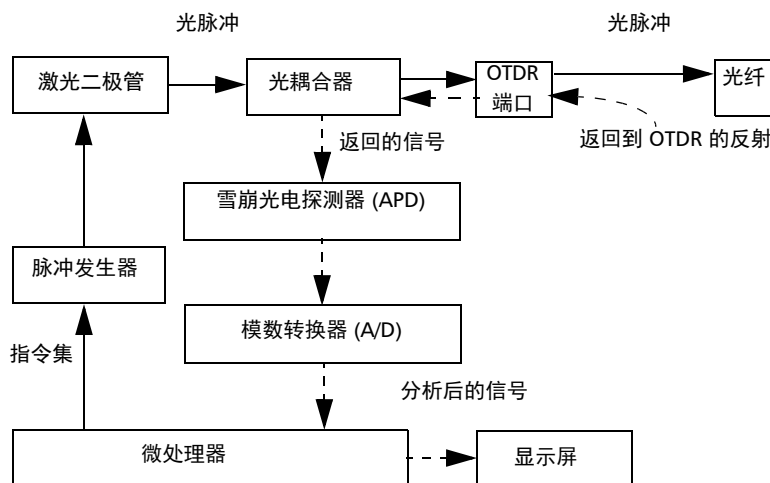 光脉冲
光脉冲
激光二极管
光耦合器
OTDR
端口
光纤
返回的信号
返回到 OTDR 的反射
雪崩光电探测器 (APD)
脉冲发生器
模数转换器 (A/D)
指令集
分析后的信号
微处理器
显示屏